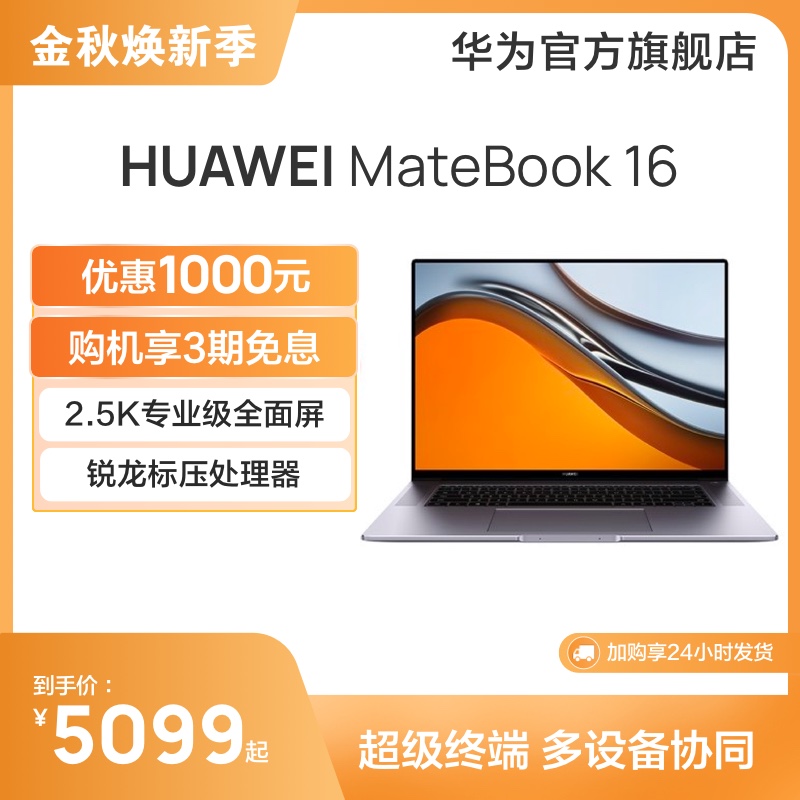 金秋焕新季
华为官方旗舰店
HUAWEI MateBook 16
优惠1000元
购机享3期免息
2.5K专业级全面屏
锐龙标压处理器
HUAWEI
加购享24小时发货
到手价：
¥5099起
超级终端 多设备协同